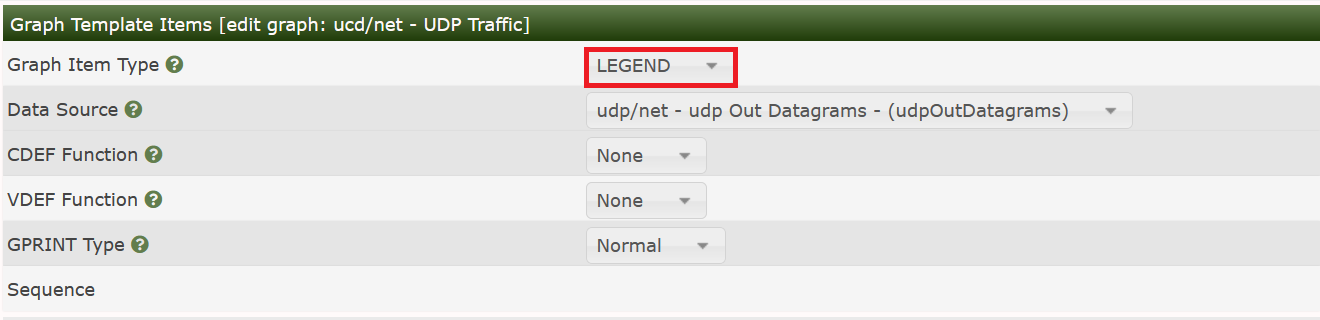 Graph Template Items [edit graph: ucd/net - UDP Traffic]
Graph Item Type LEGEND
Data Source udp/net - udp Out Datagrams - (udpOutDatagrams)
CDEF Function None
VDEF Function None
GPRINT Type Normal
Sequence